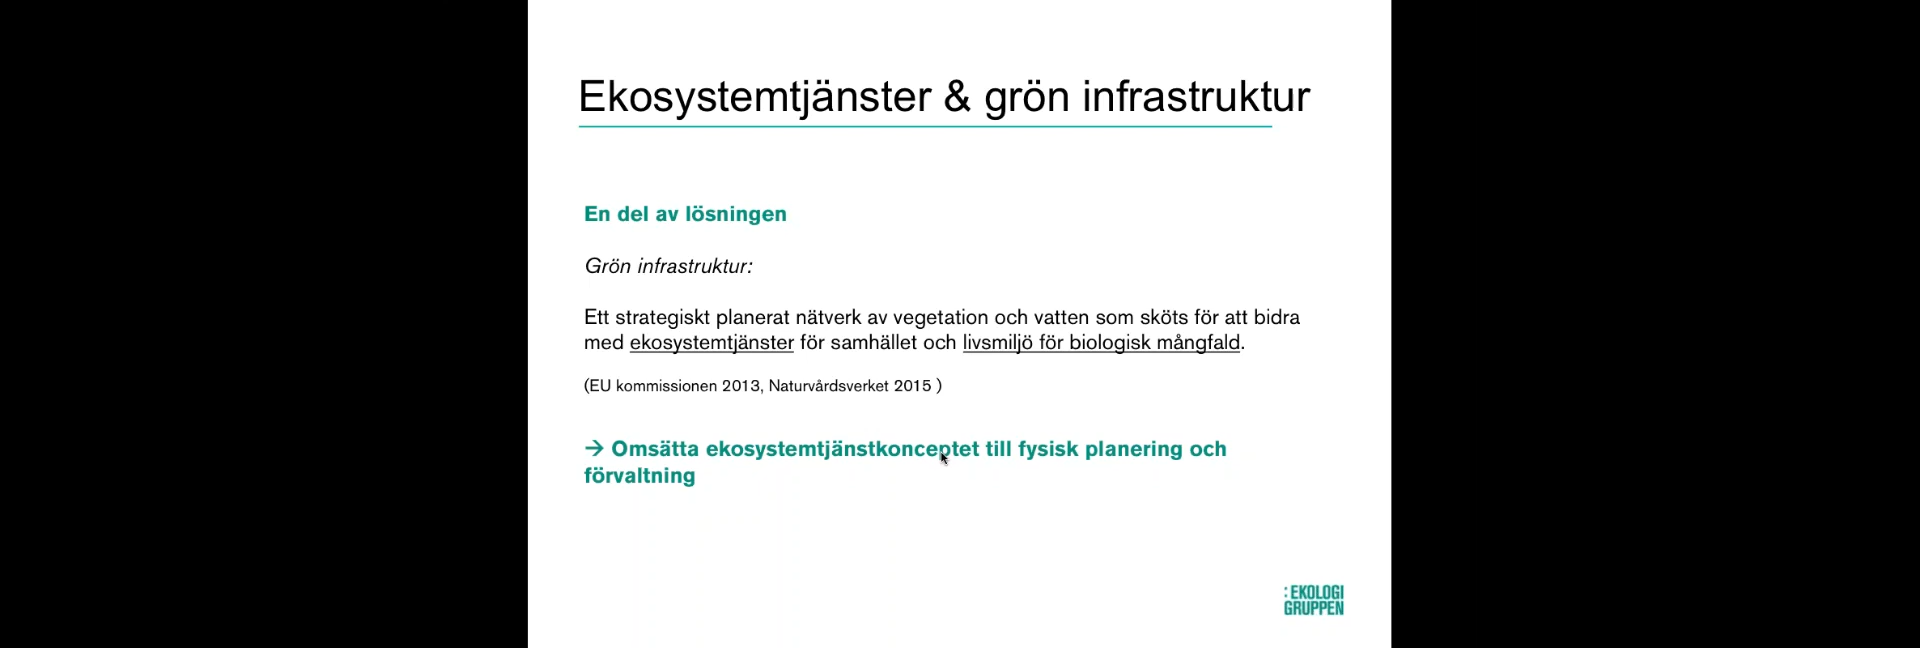 Ekosystemtjänster & grön infrastruktur
En del av lösningen
Grön infrastruktur:
Ett strategiskt planerat nätverk av vegetation och vatten som sköts för att bidra
med ekosystemtjänster för samhället och livsmiljö för biologisk mångfald.
(EU kommissionen 2013, Naturvårdsverket 2015 )
→ Omsätta ekosystemtjänstkonceptet till fysisk planering och
förvaltning
:EKOLOGI
GRUPPEN